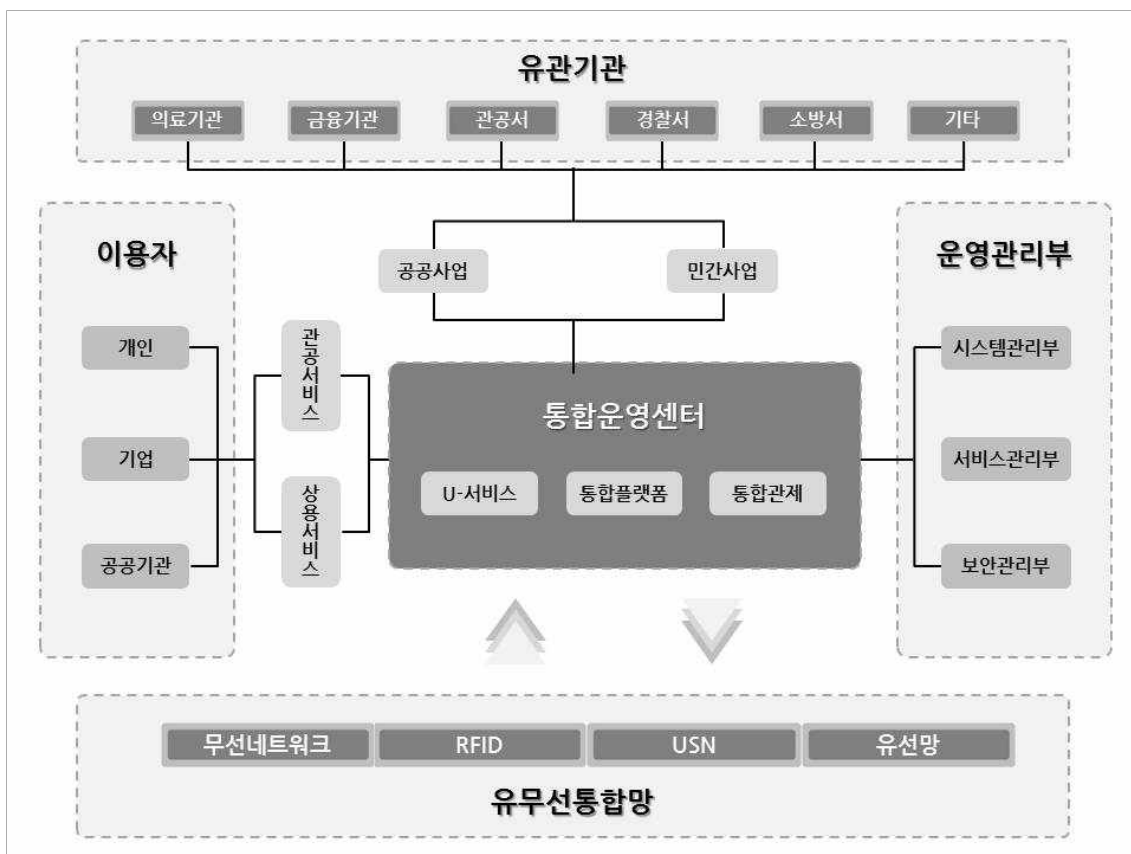 유관기관
의료기관 금융기관 관공서 경찰서 소방서 기타
이용자
개인
기업
공공기관
관공서비스
상용서비스
공공사업 민간사업
통합운영센터
U-서비스 통합플랫폼 통합관제
운영관리부
시스템관리부
서비스관리부
보안관리부
무선네트워크 RFID USN 유선망
유무선통합망